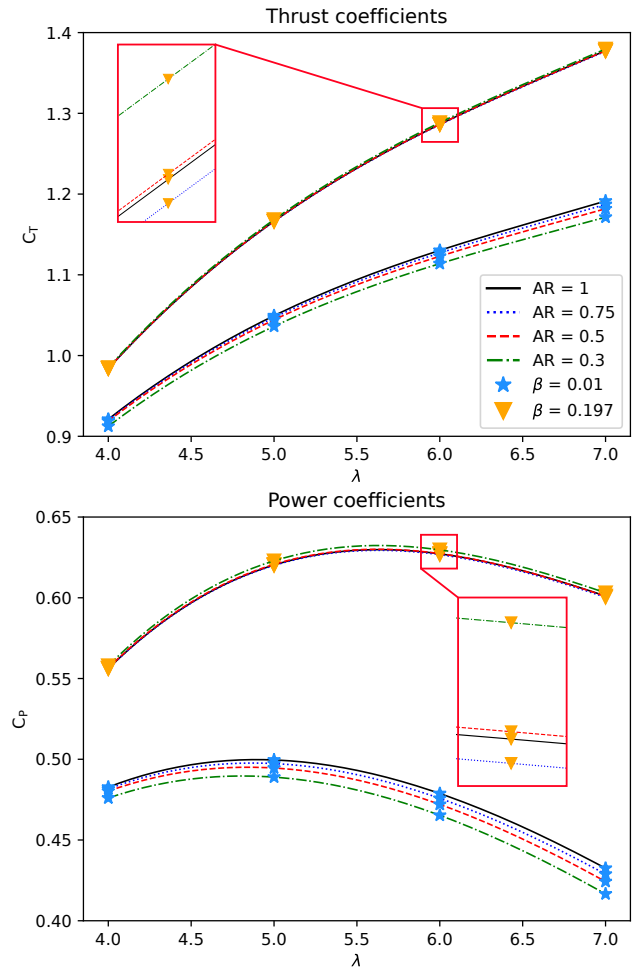 Thrust coefficients
1.4
1.3
1.2
1.1
1.0
0.9
C_T
AR = 1
AR = 0.75
AR = 0.5
AR = 0.3
β = 0.01
β = 0.197
4.0 4.5 5.0 5.5 6.0 6.5 7.0
λ
Power coefficients
0.65
0.60
0.55
0.50
0.45
0.40
C_P
4.0 4.5 5.0 5.5 6.0 6.5 7.0
λ